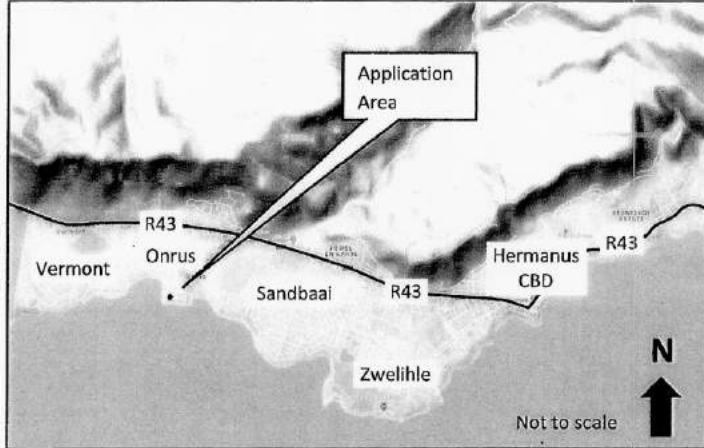 Application
Area
R43
Vermont
Onrus
Sandbaai
R43
Hermanus
CBD
R43
Zwelihle
N
Not to scale